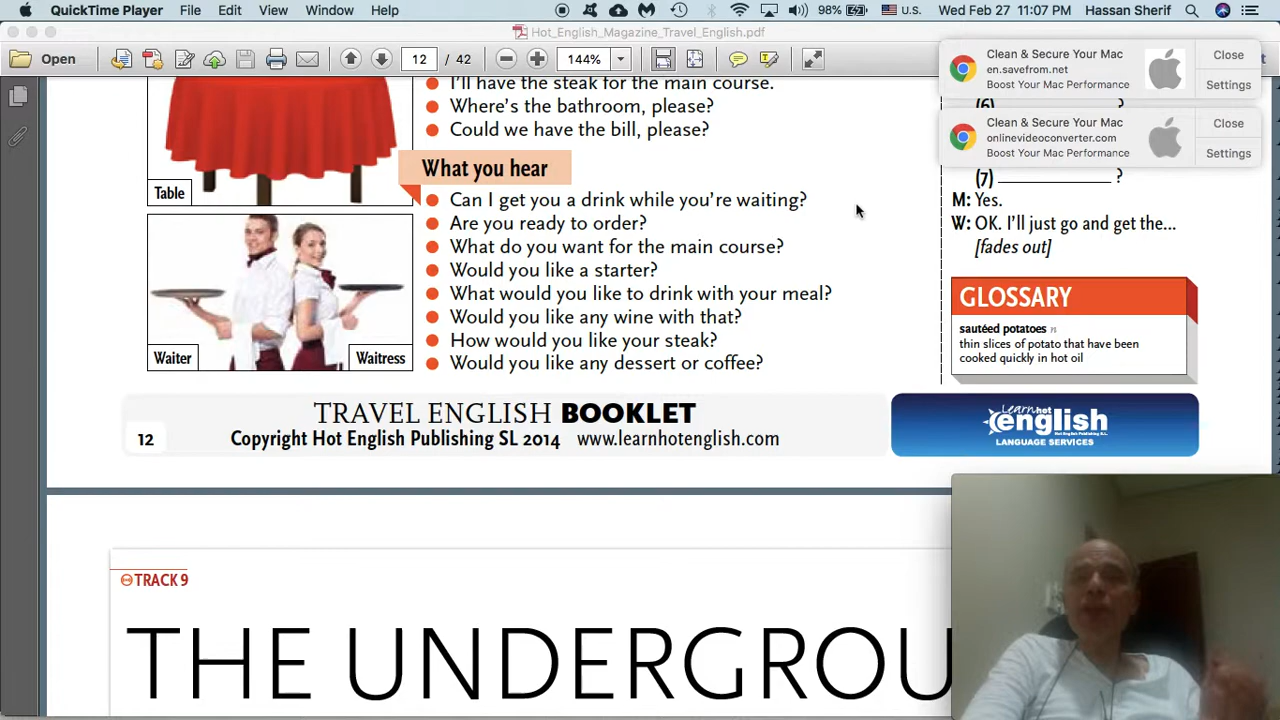 QuickTime Player File Edit View Window Help 98% U.S. Wed Feb 27 11:07 PM Hassan Sherif
Hot_English_Magazine_Travel_English.pdf
Open 12 / 42 144%
I'll have the steak for the main course.
Where's the bathroom, please?
Could we have the bill, please?
Table
What you hear
Can I get you a drink while you're waiting?
Are you ready to order?
What do you want for the main course?
Would you like a starter?
What would you like to drink with your meal?
Would you like any wine with that?
How would you like your steak?
Would you like any dessert or coffee?
Waiter
Waitress
Clean & Secure Your Mac
en.savefrom.net
Boost Your Mac Performance
Close
Settings
(6) ?
Clean & Secure Your Mac
onlinevideoconverter.com
Boost Your Mac Performance
Close
Settings
(7) ?
M: Yes.
W: OK. I'll just go and get the...
[fades out]
GLOSSARY
sautéed potatoes n
thin slices of potato that have been
cooked quickly in hot oil
12
TRAVEL ENGLISH BOOKLET
Copyright Hot English Publishing SL 2014 www.learnhotenglish.com
Learn hot
english
Hot English Publishing S.L.
LANGUAGE SERVICES
TRACK 9
THE UNDERGROU